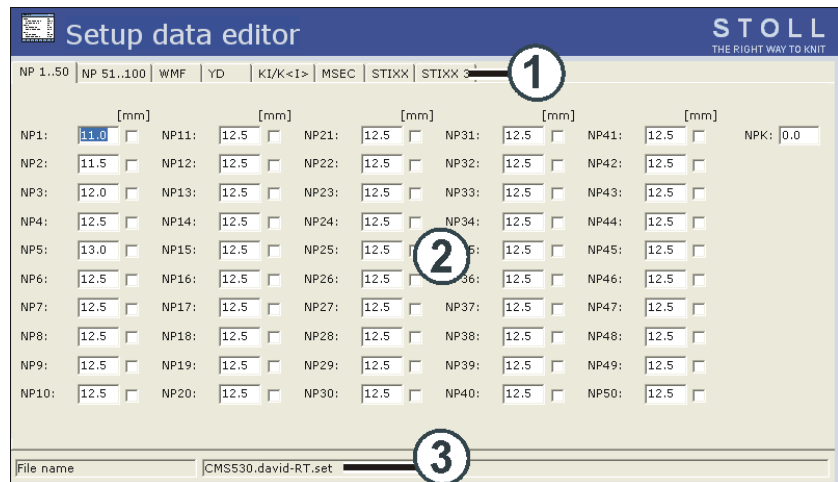 Setup data editor
STOLL
THE RIGHT WAY TO KNIT
NP 1..50 NP 51..100 WMF YD KI/K<I> MSEC STIXX STIXX 3 1
[mm] [mm] [mm] [mm] [mm]
NP1: 11.0 NP11: 12.5 NP21: 12.5 NP31: 12.5 NP41: 12.5 NPK: 0.0
NP2: 11.5 NP12: 12.5 NP22: 12.5 NP32: 12.5 NP42: 12.5
NP3: 12.0 NP13: 12.5 NP23: 12.5 NP33: 12.5 NP43: 12.5
NP4: 12.5 NP14: 12.5 NP24: 12.5 NP34: 12.5 NP44: 12.5
NP5: 13.0 NP15: 12.5 NP25: 12.5 2 5: 12.5 NP45: 12.5
NP6: 12.5 NP16: 12.5 NP26: 12.5 NP36: 12.5 NP46: 12.5
NP7: 12.5 NP17: 12.5 NP27: 12.5 NP37: 12.5 NP47: 12.5
NP8: 12.5 NP18: 12.5 NP28: 12.5 NP38: 12.5 NP48: 12.5
NP9: 12.5 NP19: 12.5 NP29: 12.5 NP39: 12.5 NP49: 12.5
NP10: 12.5 NP20: 12.5 NP30: 12.5 NP40: 12.5 NP50: 12.5
File name CMS530.david-RT.set 3